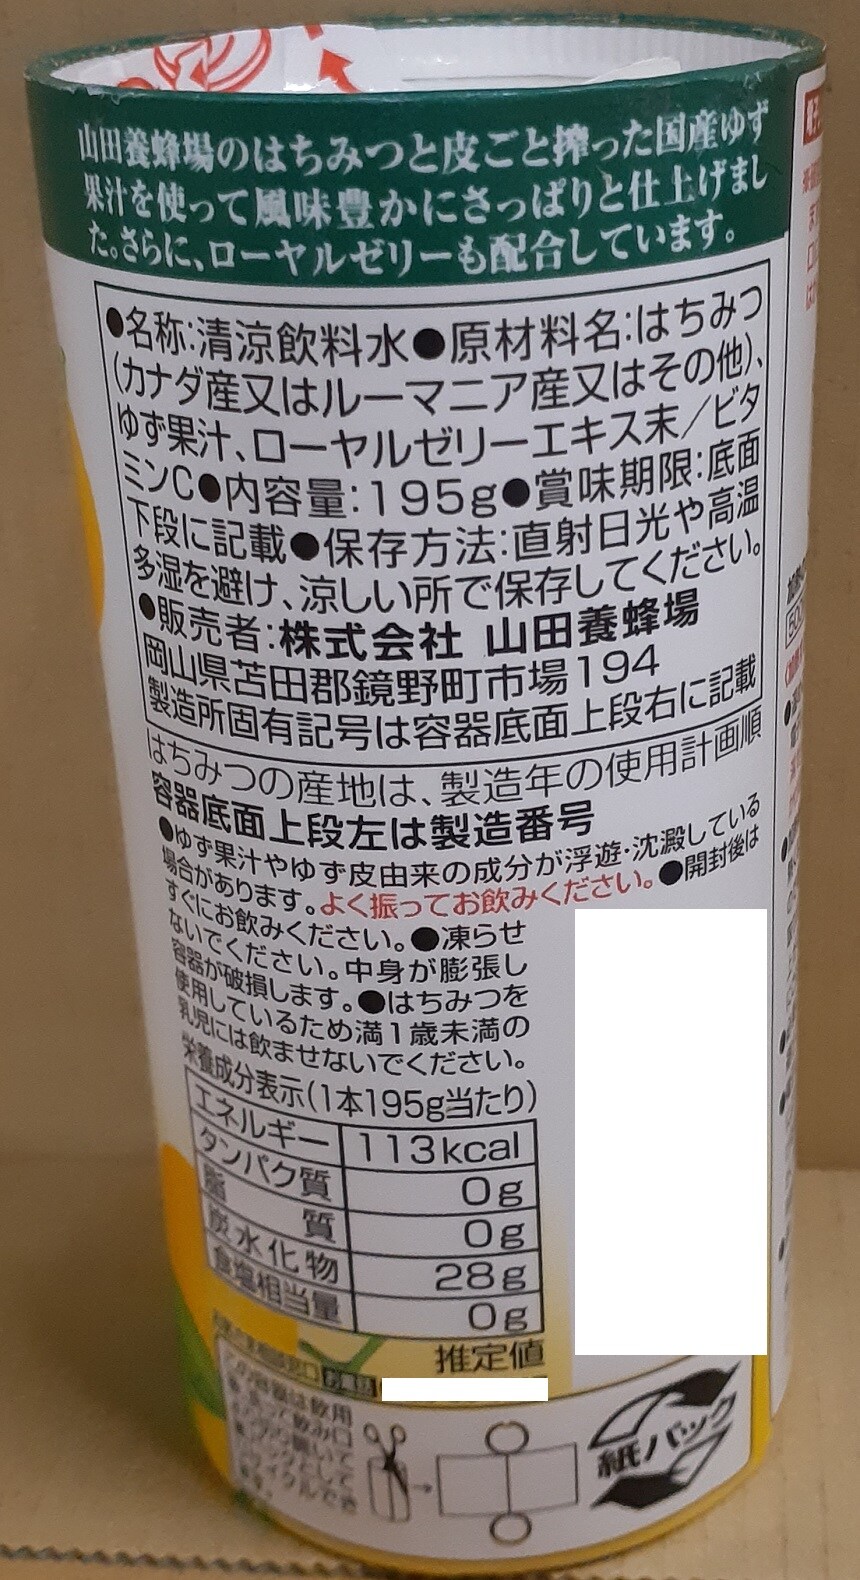 山田養蜂場のはちみつと皮ごと搾った国産ゆず
果汁を使って風味豊かにさっぱりと仕上げまし
た。さらに、ローヤルゼリーも配合しています。
●名称:清涼飲料水●原材料名:はちみつ
(カナダ産又はルーマニア産又はその他)、
ゆず果汁、ローヤルゼリーエキス末/ビタ
ミンC●内容量:195g●賞味期限:底面
下段に記載●保存方法:直射日光や高温
多湿を避け、涼しい所で保存してください。
●販売者:株式会社 山田養蜂場
岡山県苫田郡鏡野町市場194
製造所固有記号は容器底面上段右に記載
はちみつの産地は、製造年の使用計画順
容器底面上段左は製造番号
●ゆず果汁やゆず皮由来の成分が浮遊・沈澱している
場合があります。よく振ってお飲みください。●開封後は
すぐにお飲みください。●凍らせ
ないでください。中身が膨張し
容器が破損します。●はちみつを
使用しているため満1歳未満の
乳児には飲ませないでください。
栄養成分表示(1本195g当たり)
エネルギー 113kcal
タンパク質 0g
脂質 0g
炭水化物 28g
食塩相当量 0g
推定値
紙パック